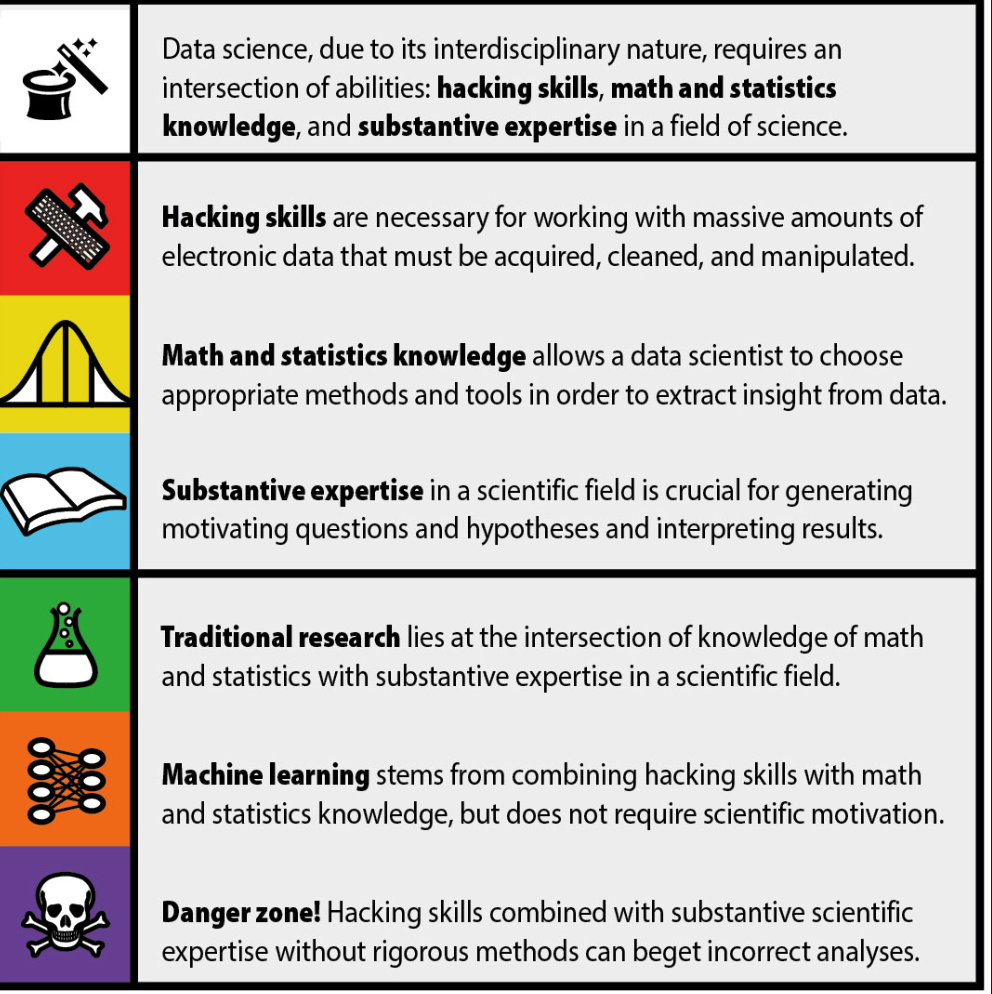 Data science, due to its interdisciplinary nature, requires an
intersection of abilities: hacking skills, math and statistics
knowledge, and substantive expertise in a field of science.
Hacking skills are necessary for working with massive amounts of
electronic data that must be acquired, cleaned, and manipulated.
Math and statistics knowledge allows a data scientist to choose
appropriate methods and tools in order to extract insight from data.
Substantive expertise in a scientific field is crucial for generating
motivating questions and hypotheses and interpreting results.
Traditional research lies at the intersection of knowledge of math
and statistics with substantive expertise in a scientific field.
Machine learning stems from combining hacking skills with math
and statistics knowledge, but does not require scientific motivation.
Danger zone! Hacking skills combined with substantive scientific
expertise without rigorous methods can beget incorrect analyses.